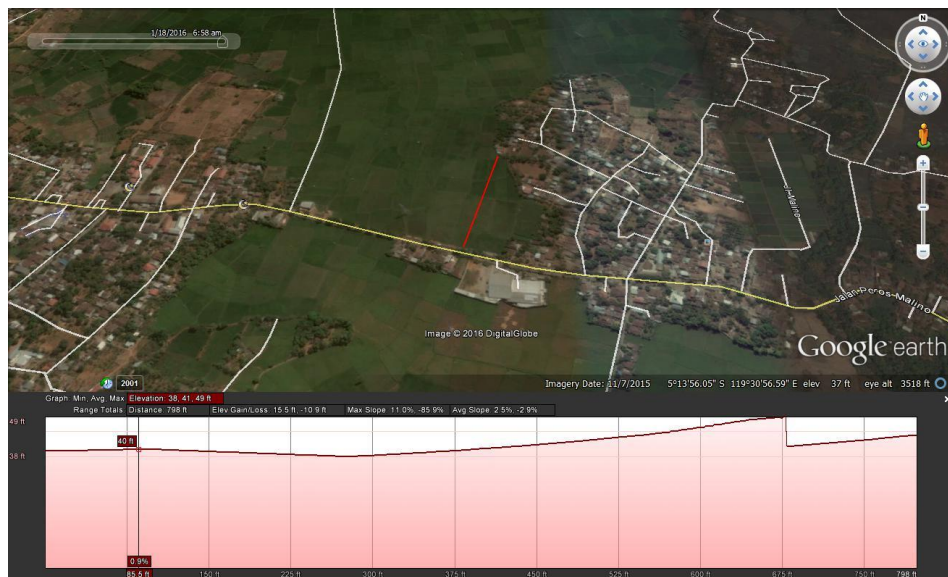 N
1/18/2016 6:58 am
Jl-Malino
Jalan Poros Malino
Image © 2016 DigitalGlobe
Google earth
2001
Imagery Date: 11/7/2015 5°13'56.05" S 119°30'56.59" E elev 37 ft eye alt 3518 ft
Graph: Min, Avg, Max Elevation: 38, 41, 49 ft
Range Totals: Distance: 798 ft Elev Gain/Loss: 15.5 ft, -10.9 ft Max Slope: 11.0%, -85.9% Avg Slope: 2.5%, -2.9%
49 ft
40 ft
38 ft
0.9%
85.5 ft 150 ft 225 ft 300 ft 375 ft 450 ft 525 ft 600 ft 675 ft 750 ft 798 ft